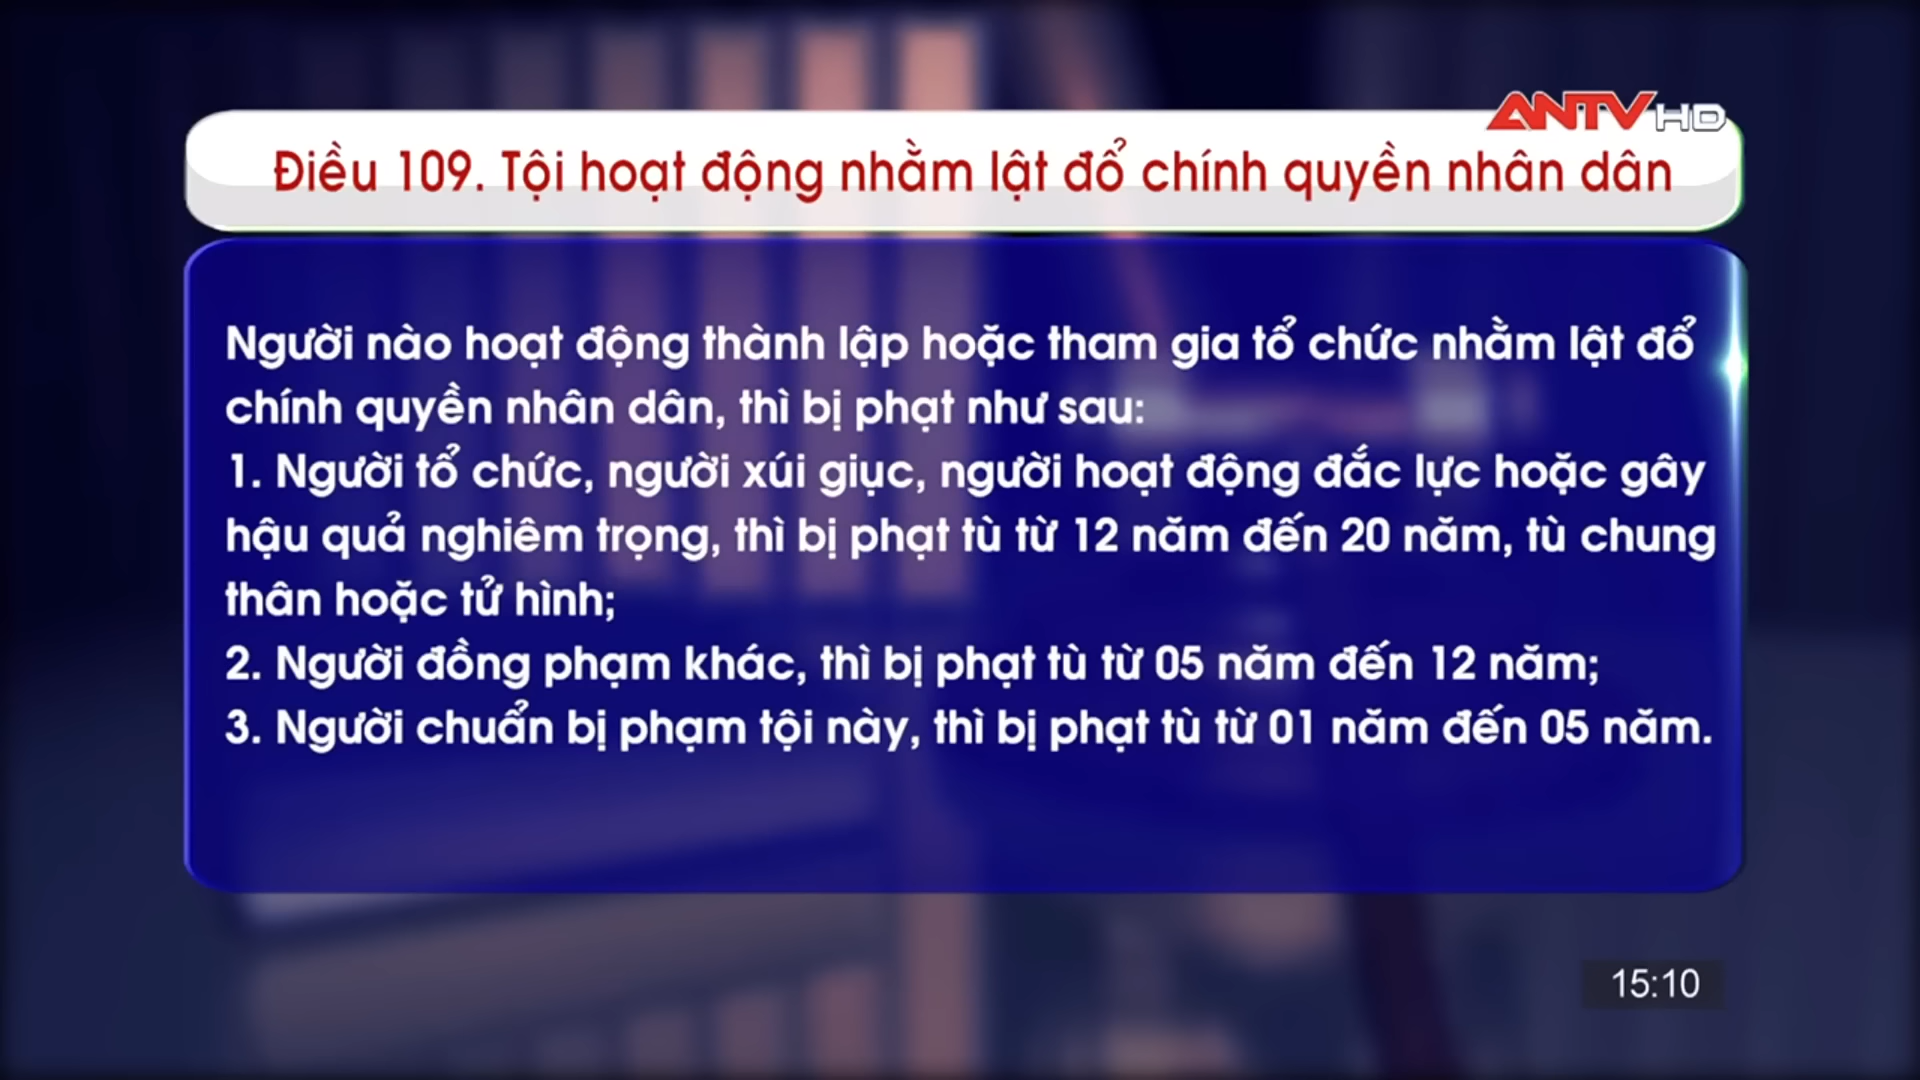 ANTV HD
Điều 109. Tội hoạt động nhằm lật đổ chính quyền nhân dân
Người nào hoạt động thành lập hoặc tham gia tổ chức nhằm lật đổ
chính quyền nhân dân, thì bị phạt như sau:
1. Người tổ chức, người xúi giục, người hoạt động đắc lực hoặc gây
hậu quả nghiêm trọng, thì bị phạt tù từ 12 năm đến 20 năm, tù chung
thân hoặc tử hình;
2. Người đồng phạm khác, thì bị phạt tù từ 05 năm đến 12 năm;
3. Người chuẩn bị phạm tội này, thì bị phạt tù từ 01 năm đến 05 năm.
15:10